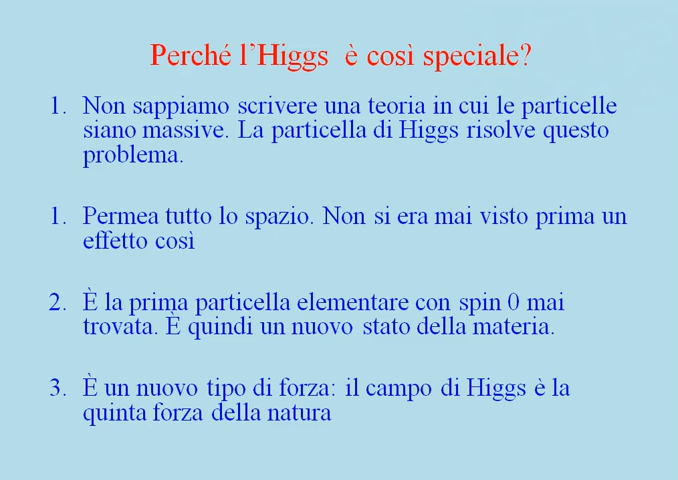 Perché l'Higgs è così speciale?
1. Non sappiamo scrivere una teoria in cui le particelle
siano massive. La particella di Higgs risolve questo
problema.
1. Permea tutto lo spazio. Non si era mai visto prima un
effetto così
2. È la prima particella elementare con spin 0 mai
trovata. È quindi un nuovo stato della materia.
3. È un nuovo tipo di forza: il campo di Higgs è la
quinta forza della natura